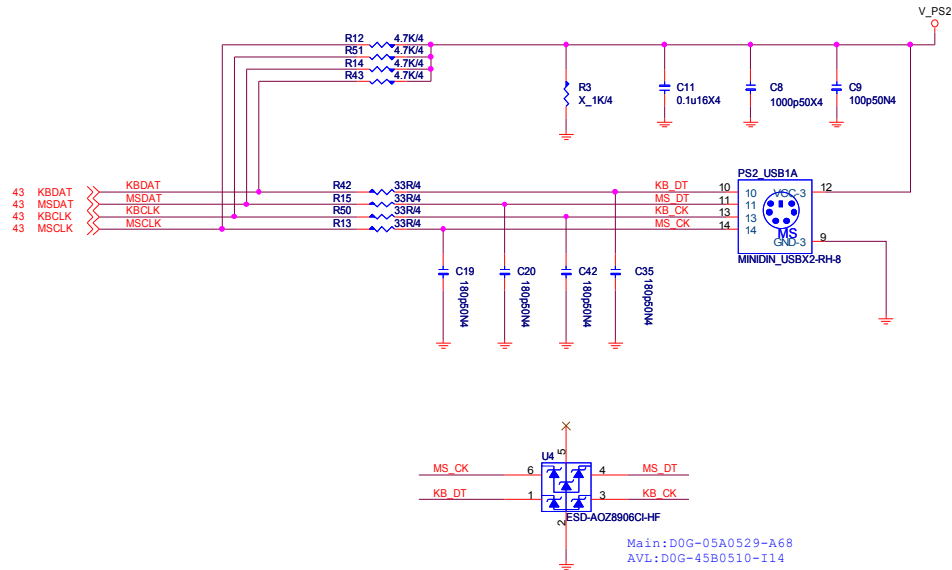 V_PS2
R12 4.7K/4
R51 4.7K/4
R14 4.7K/4
R43 4.7K/4
R3
X_1K/4
C11
0.1u16X4
C8
1000p50X4
C9
100p50N4
PS2_USB1A
43 KBDAT KBDAT R42 33R/4 KB_DT 10 10 VCC-3 12
43 MSDAT MSDAT R15 33R/4 MS_DT 11 11
43 KBCLK KBCLK R50 33R/4 KB_CK 13 13
43 MSCLK MSCLK R13 33R/4 MS_CK 14 14 MS
GND-3 9
MINIDIN_USBX2-RH-8
C19
180p50N4
C20
180p50N4
C42
180p50N4
C35
180p50N4
5
U4
MS_CK 6 4 MS_DT
KB_DT 1 3 KB_CK
2
ESD-AOZ8906CI-HF
Main:D0G-05A0529-A68
AVL:D0G-45B0510-I14